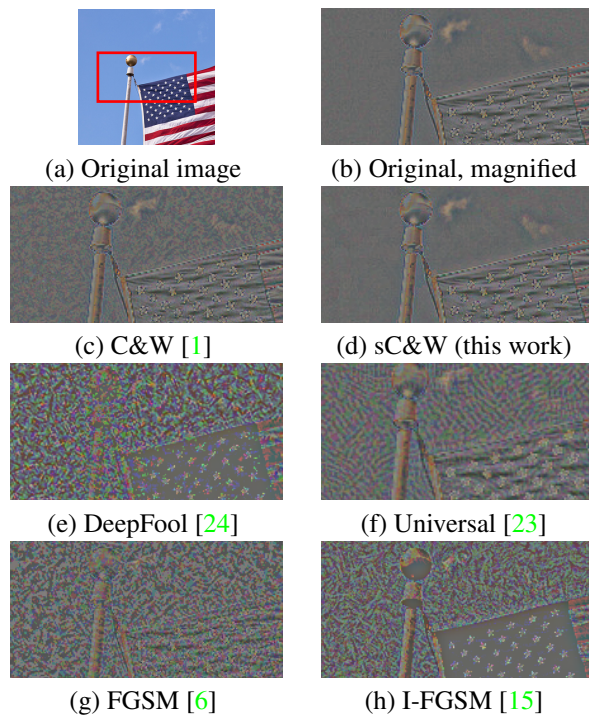 (a) Original image
(b) Original, magnified
(c) C&W [1]
(d) sC&W (this work)
(e) DeepFool [24]
(f) Universal [23]
(g) FGSM [6]
(h) I-FGSM [15]